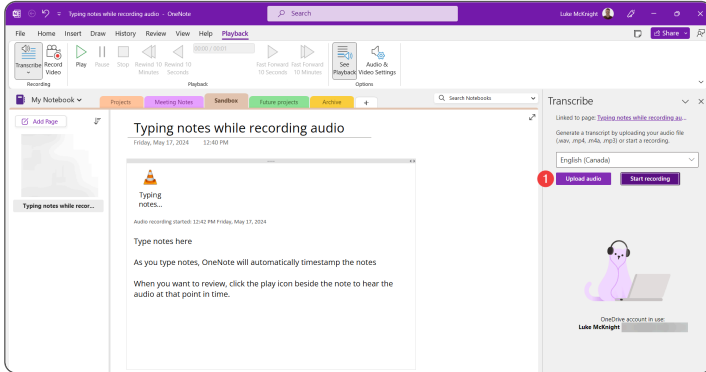 Typing notes while recording audio - OneNote
Search
Luke McKnight
File Home Insert Draw History Review View Help Playback
Share
Transcribe
Record Video
Play
Pause
Stop
Rewind 10 Minutes
Rewind 10 Seconds
00:00 / 00:01
Fast Forward 10 Seconds
Fast Forward 10 Minutes
See Playback
Audio & Video Settings
Recording
Playback
Options
My Notebook
Projects
Meeting Notes
Sandbox
Future projects
Archive
+
Search Notebooks
Add Page
Typing notes while recor...
Typing notes while recording audio
Friday, May 17, 2024 12:40 PM
Typing
notes...
Audio recording started: 12:42 PM Friday, May 17, 2024
Type notes here
As you type notes, OneNote will automatically timestamp the notes
When you want to review, click the play icon beside the note to hear the
audio at that point in time.
Transcribe
Linked to page: Typing notes while recording au...
Generate a transcript by uploading your audio file
(.wav, .mp4, .m4a, .mp3) or start a recording.
English (Canada)
1
Upload audio
Start recording
OneDrive account in use:
Luke McKnight